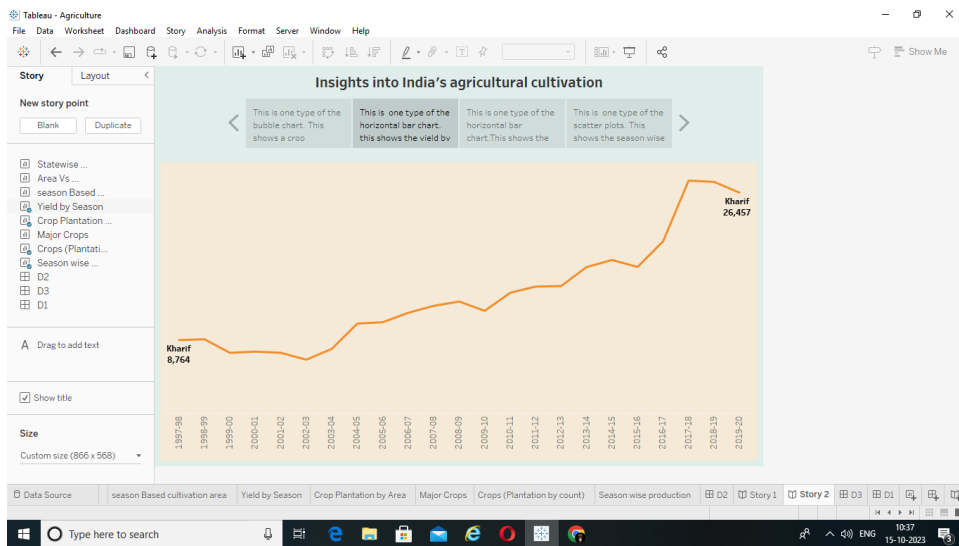 Tableau - Agriculture
File Data Worksheet Dashboard Story Analysis Format Server Window Help
Show Me
Story Layout
New story point
Blank Duplicate
Statewise ...
Area Vs ...
season Based ...
Yield by Season
Crop Plantation ...
Major Crops
Crops (Plantati...
Season wise ...
D2
D3
D1
A Drag to add text
Show title
Size
Custom size (866 x 568)
Insights into India's agricultural cultivation
This is one type of the
bubble chart. This
shows a croo
This is one type of the
horizontal bar chart.
this shows the yield by
This is one type of the
horizontal bar
chart.This shows the
This is one type of the
scatter plots. This
shows the season wise
Kharif
26,457
Kharif
8,764
1997-98
1998-99
1999-00
2000-01
2001-02
2002-03
2003-04
2004-05
2005-06
2006-07
2007-08
2008-09
2009-10
2010-11
2011-12
2012-13
2013-14
2014-15
2015-16
2016-17
2017-18
2018-19
2019-20
Data Source season Based cultivation area Yield by Season Crop Plantation by Area Major Crops Crops (Plantation by count) Season wise production D2 Story 1 Story 2 D3 D1
Type here to search
ENG
10:37
15-10-2023
3